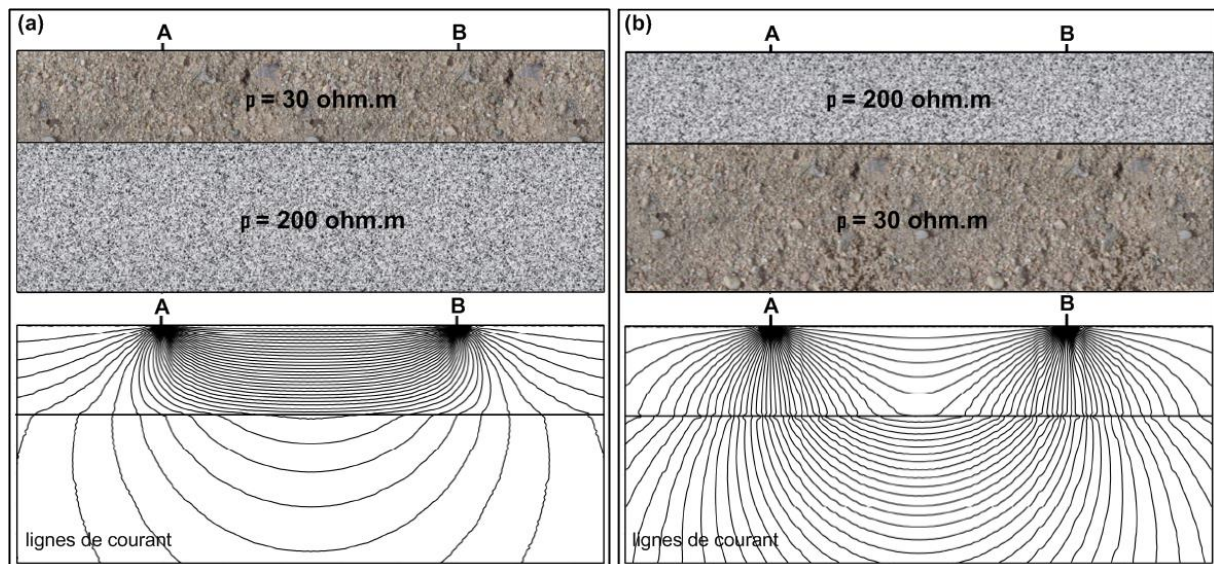 (a)
A B
ρ = 30 ohm.m
ρ = 200 ohm.m
A B
lignes de courant
(b)
A B
ρ = 200 ohm.m
ρ = 30 ohm.m
A B
lignes de courant